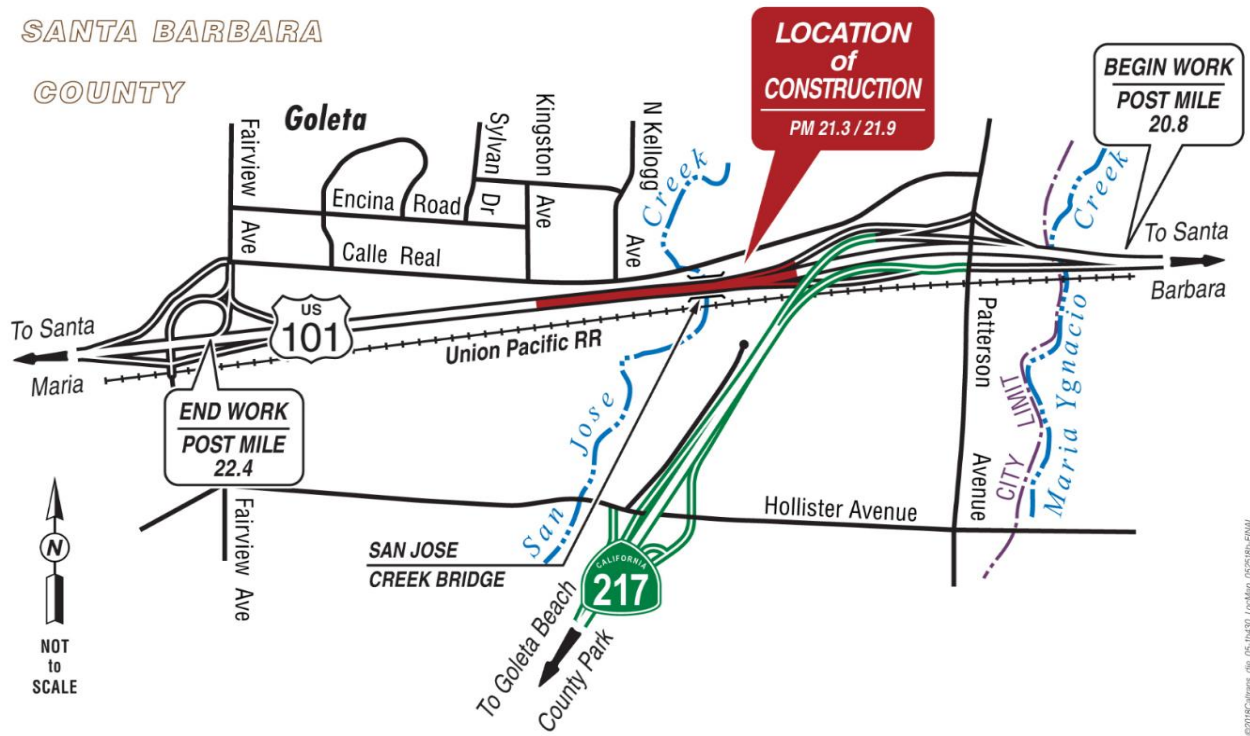 SANTA BARBARA
COUNTY
Goleta
Fairview
Ave
Encina Road
Sylvan
Dr
Kingston
Ave
N Kellogg
Ave
Calle Real
Creek
LOCATION
of
CONSTRUCTION
PM 21.3 / 21.9
BEGIN WORK
POST MILE
20.8
Creek
To Santa
Barbara
To Santa
Maria
US
101
Union Pacific RR
END WORK
POST MILE
22.4
San Jose
Patterson
Avenue
CITY LIMIT
Maria Ygnacio
Hollister Avenue
Fairview Ave
SAN JOSE
CREEK BRIDGE
CALIFORNIA
217
To Goleta Beach
County Park
N
NOT
to
SCALE